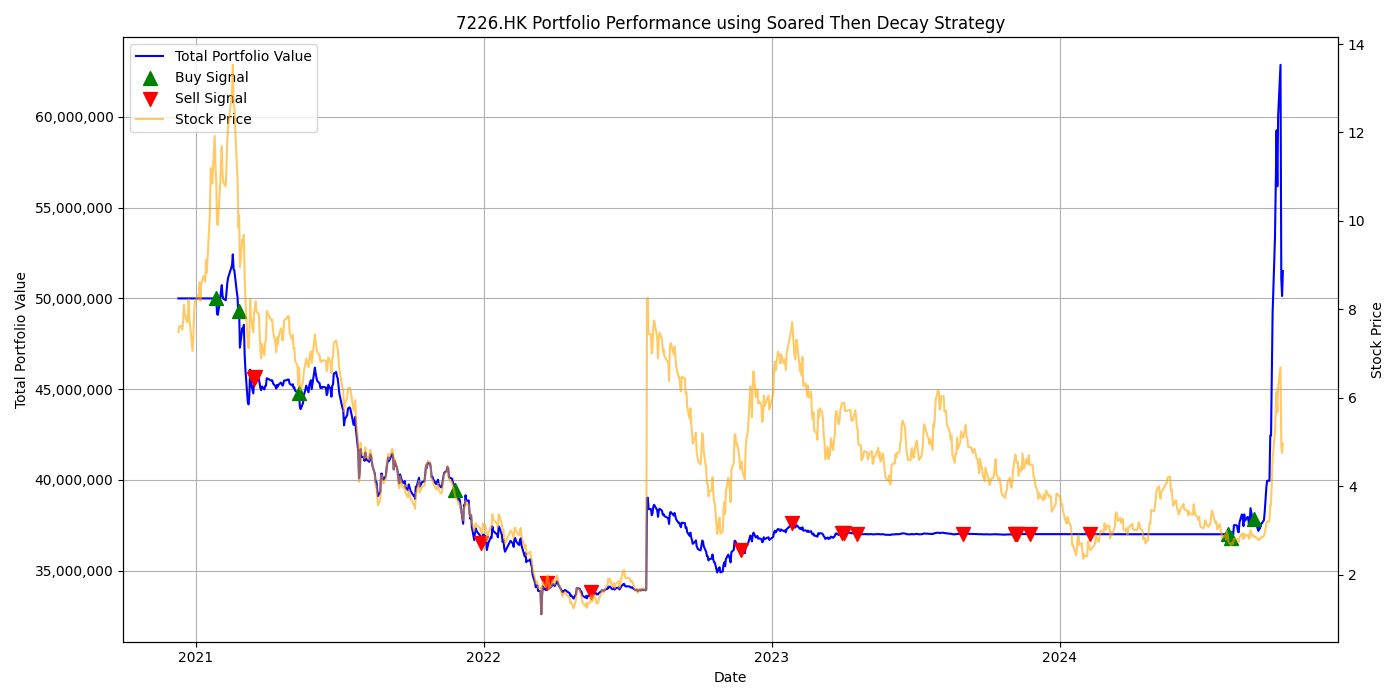 7226.HK Portfolio Performance using Soared Then Decay Strategy
Total Portfolio Value
Buy Signal
Sell Signal
Stock Price
60,000,000
55,000,000
50,000,000
45,000,000
40,000,000
35,000,000
Total Portfolio Value
14
12
10
8
6
4
2
Stock Price
2021
2022
2023
2024
Date